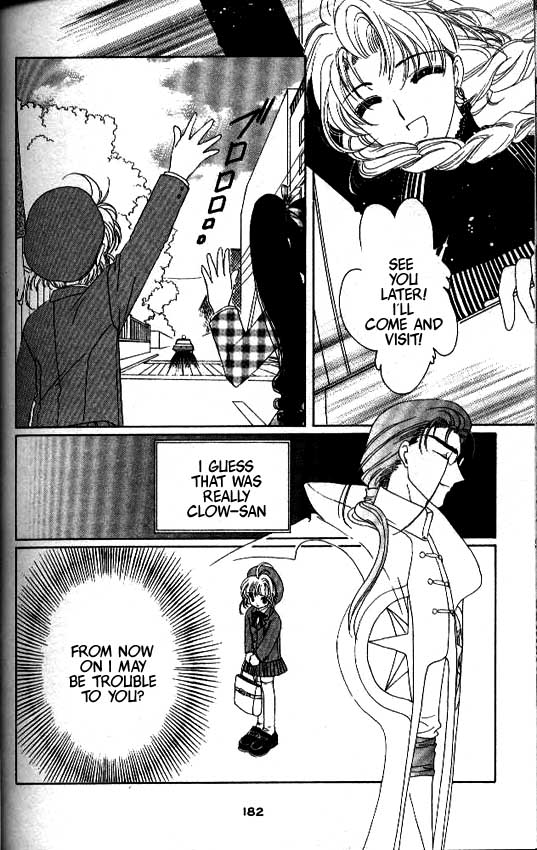 SEE
YOU
LATER!
I'LL
COME AND
VISIT!
I GUESS
THAT WAS
REALLY
CLOW-SAN
FROM NOW
ON I MAY
BE TROUBLE
TO YOU?
182